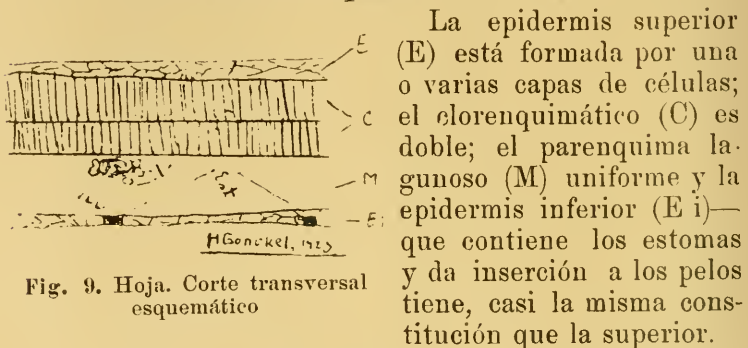 E
C
M
Ei
HGonckel, 1923
Fig. 9. Hoja. Corte transversal
esquemático
La epidermis superior
(E) está formada por una
o varias capas de células;
el clorenquimático (C) es
doble; el parenquima la-
gunoso (M) uniforme y la
epidermis inferior (E i)—
que contiene los estomas
y da inserción a los pelos
tiene, casi la misma cons-
titución que la superior.